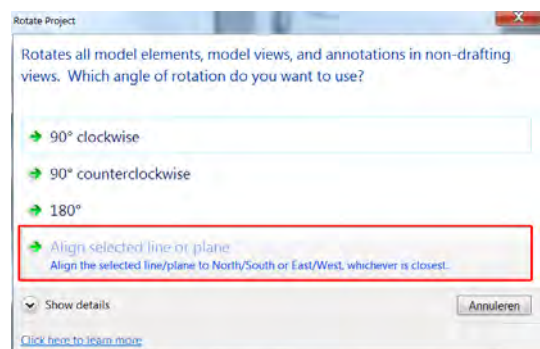 Rotate Project
Rotates all model elements, model views, and annotations in non-drafting
views. Which angle of rotation do you want to use?
90° clockwise
90° counterclockwise
180°
Align selected line or plane
Align the selected line/plane to North/South or East/West, whichever is closest.
Show details
Annuleren
Click here to learn more